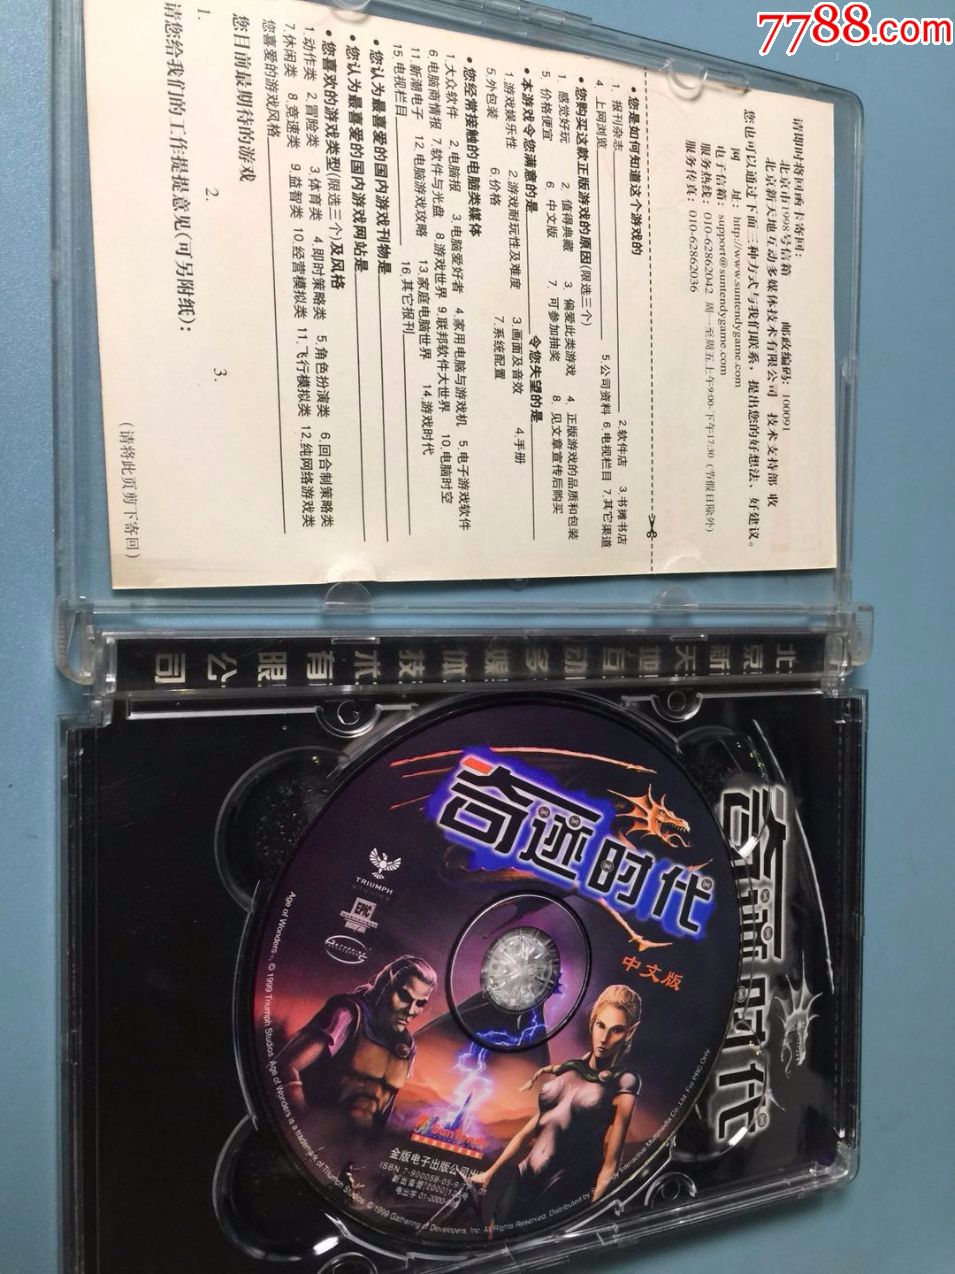 7788.com
请即时将回函卡寄回：
北京市1998号信箱 邮政编码：100091
北京新天地互动多媒体技术有限公司 技术支持部 收
您也可以通过下面三种方式与我们联系，提出您的好想法、好建议。
网 址：http://www.suntendygame.com
电子信箱：support@suntendygame.com
服务热线：010-62862042 周一至周五上午9:00-下午17:30（节假日除外）
服务传真：010-62862036
• 您是如何知道这个游戏的
1. 报刊杂志 2.软件店 3.书摊书店
4. 上网浏览 5.公司资料 6.电视栏目 7.其它渠道
• 您购买这款正版游戏的原因(限选三个)
1. 感觉好玩 2. 值得典藏 3. 偏爱此类游戏 4. 正版游戏的品质和包装
5. 价格便宜 6. 中文版 7. 可参加抽奖 8. 见文章宣传后购买
• 本游戏令您满意的是 令您失望的是
1.游戏娱乐性 2.游戏耐玩性及难度 3.画面及音效 4.手册
5.外包装 6.价格 7.系统配置
• 您经常接触的电脑类媒体
1.大众软件 2.电脑报 3.电脑爱好者 4.家用电脑与游戏机 5.电子游戏软件
6.电脑商情报 7.软件与光盘 8.游戏世界 9.联邦软件大世界 10.电脑时空
11.新潮电子 12.电脑游戏攻略 13.家庭电脑世界 14.游戏时代
15.电视栏目 16.其它报刊
• 您认为最喜爱的国内游戏刊物是
• 您认为最喜爱的国内游戏网站是
• 您喜欢的游戏类型(限选三个)及风格
1.动作类 2.冒险类 3.体育类 4.即时策略类 5.角色扮演类 6.回合制策略类
7.休闲类 8.竞速类 9.益智类 10.经营模拟类 11.飞行模拟类 12.纯网络游戏类
您喜爱的游戏风格
您目前最期待的游戏
1. 2. 3.
请您给我们的工作提提意见(可另附纸)：
(请将此页剪下寄回)
北京新天地互动多媒体技术有限公司
奇迹时代
中文版
TRIUMPH
STUDIOS
EPIC
金版电子出版公司出
ISBN 7-900059-05-9
奇迹时代